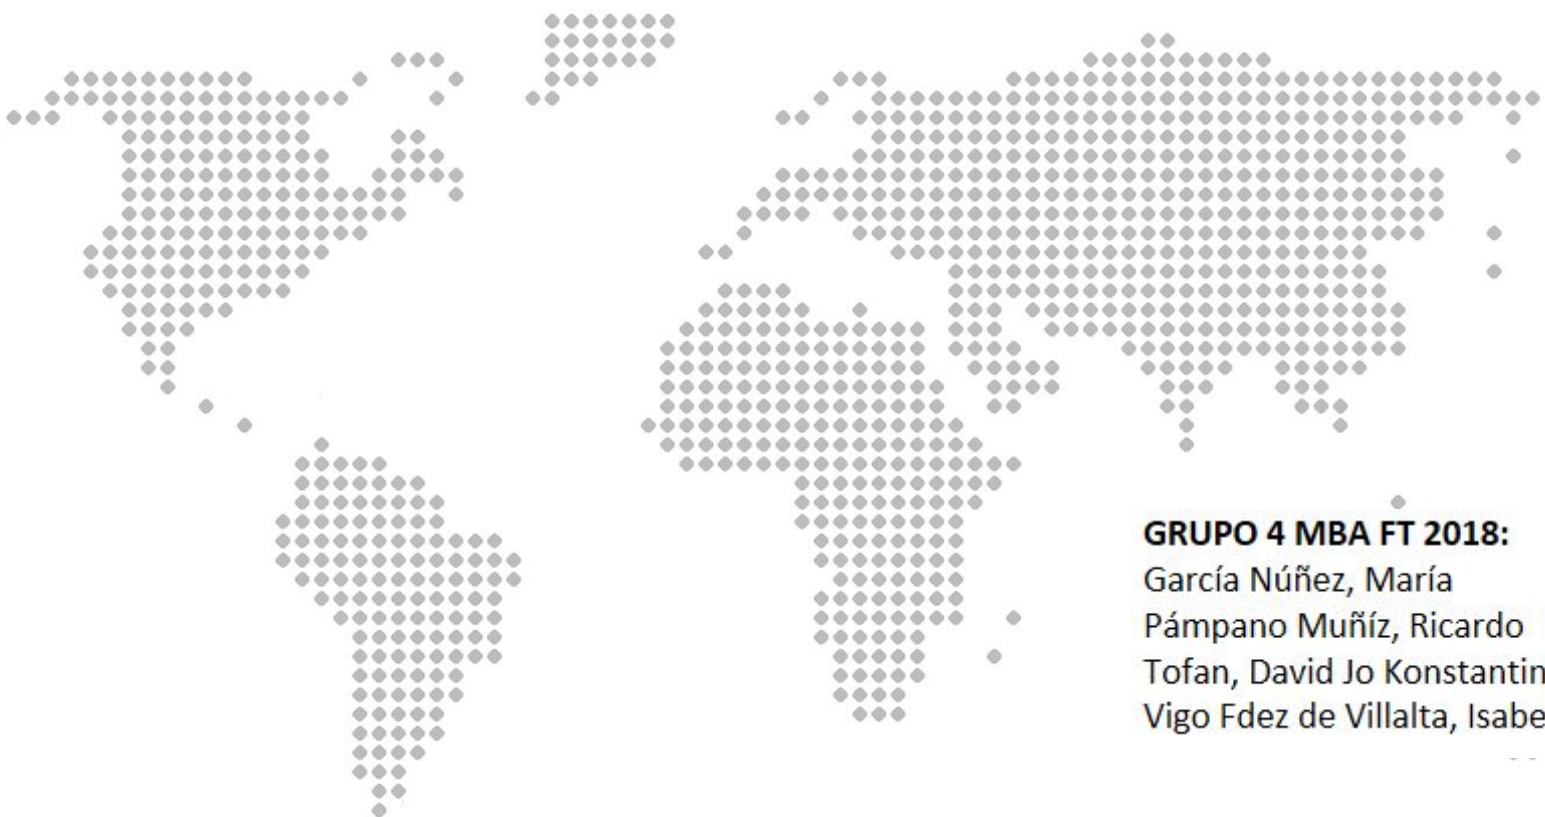 GRUPO 4 MBA FT 2018:
García Núñez, María
Pámpano Muñíz, Ricardo
Tofan, David Jo Konstantin
Vigo Fdez de Villalta, Isabe